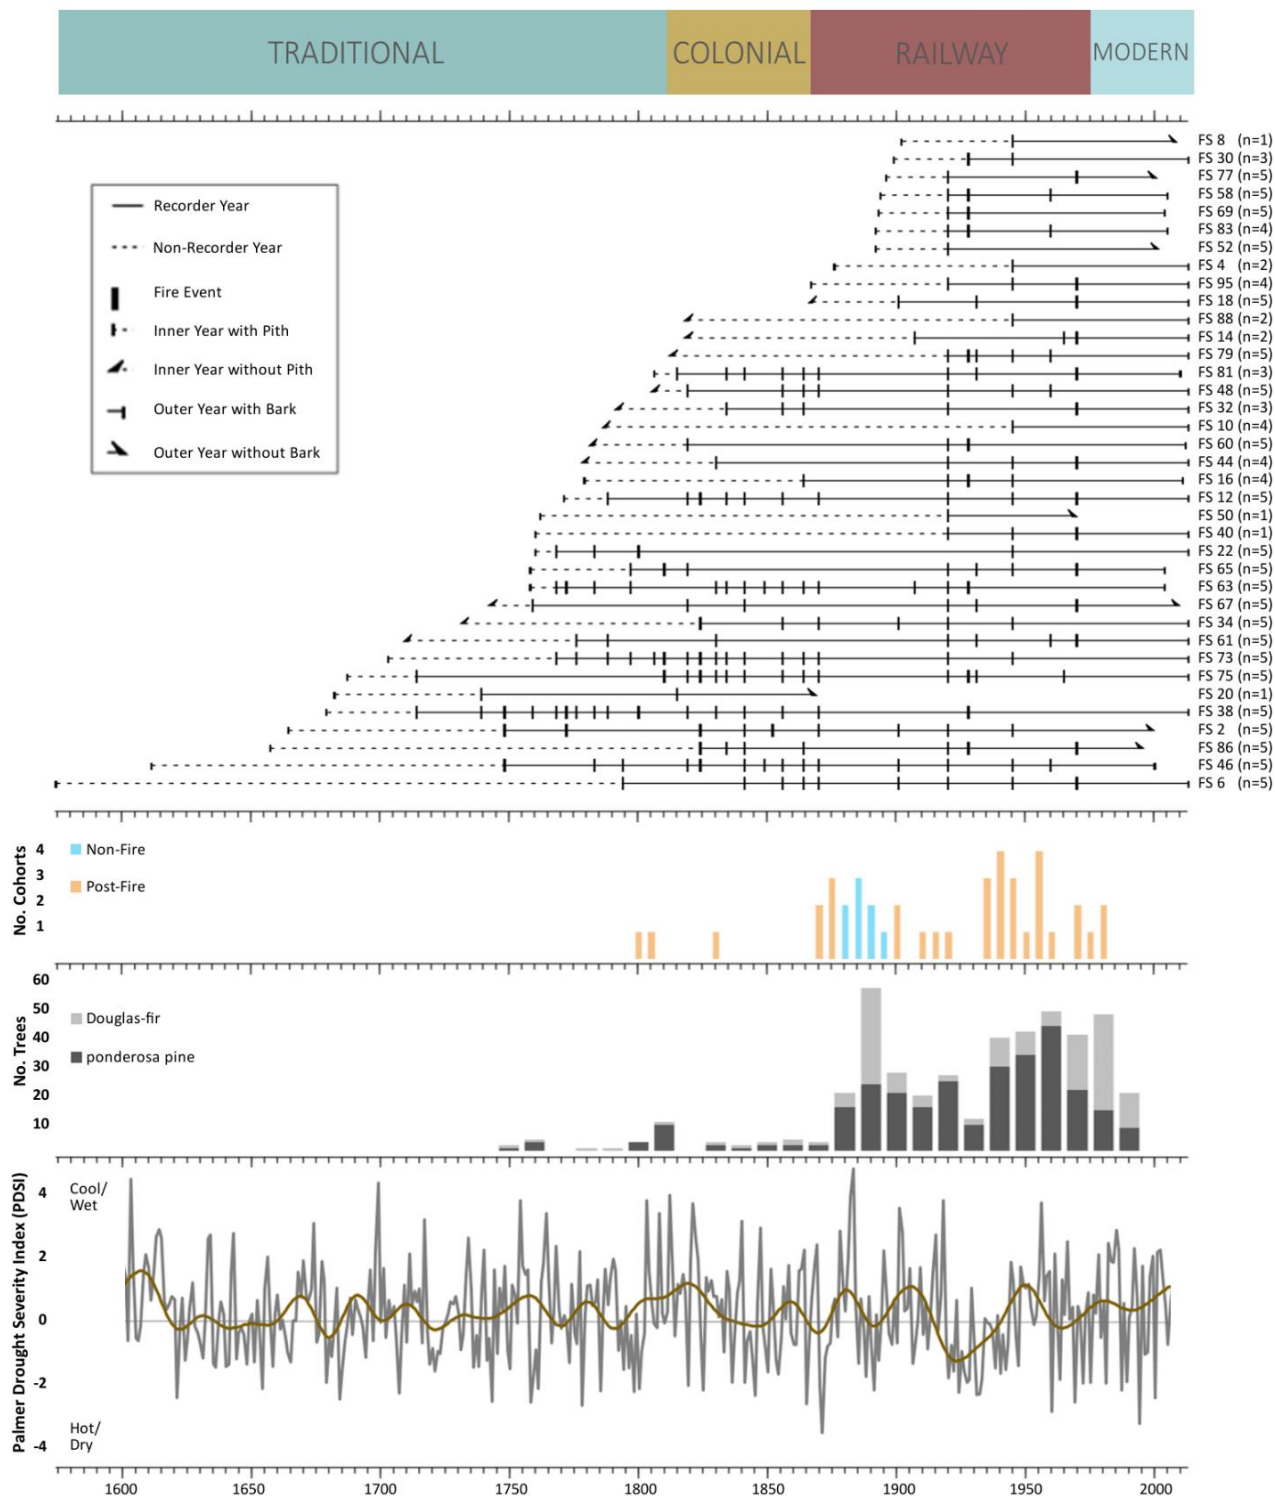 TRADITIONAL COLONIAL RAILWAY MODERN
Recorder Year
Non-Recorder Year
Fire Event
Inner Year with Pith
Inner Year without Pith
Outer Year with Bark
Outer Year without Bark
FS 8 (n=1)
FS 30 (n=3)
FS 77 (n=5)
FS 58 (n=5)
FS 69 (n=5)
FS 83 (n=4)
FS 52 (n=5)
FS 4 (n=2)
FS 95 (n=4)
FS 18 (n=5)
FS 88 (n=2)
FS 14 (n=2)
FS 79 (n=5)
FS 81 (n=3)
FS 48 (n=5)
FS 32 (n=3)
FS 10 (n=4)
FS 60 (n=5)
FS 44 (n=4)
FS 16 (n=4)
FS 12 (n=5)
FS 50 (n=1)
FS 40 (n=1)
FS 22 (n=5)
FS 65 (n=5)
FS 63 (n=5)
FS 67 (n=5)
FS 34 (n=5)
FS 61 (n=5)
FS 73 (n=5)
FS 75 (n=5)
FS 20 (n=1)
FS 38 (n=5)
FS 2 (n=5)
FS 86 (n=5)
FS 46 (n=5)
FS 6 (n=5)
No. Cohorts
4
3
2
1
Non-Fire
Post-Fire
No. Trees
60
50
40
30
20
10
Douglas-fir
ponderosa pine
Palmer Drought Severity Index (PDSI)
4
2
0
-2
-4
Cool/
Wet
Hot/
Dry
1600 1650 1700 1750 1800 1850 1900 1950 2000